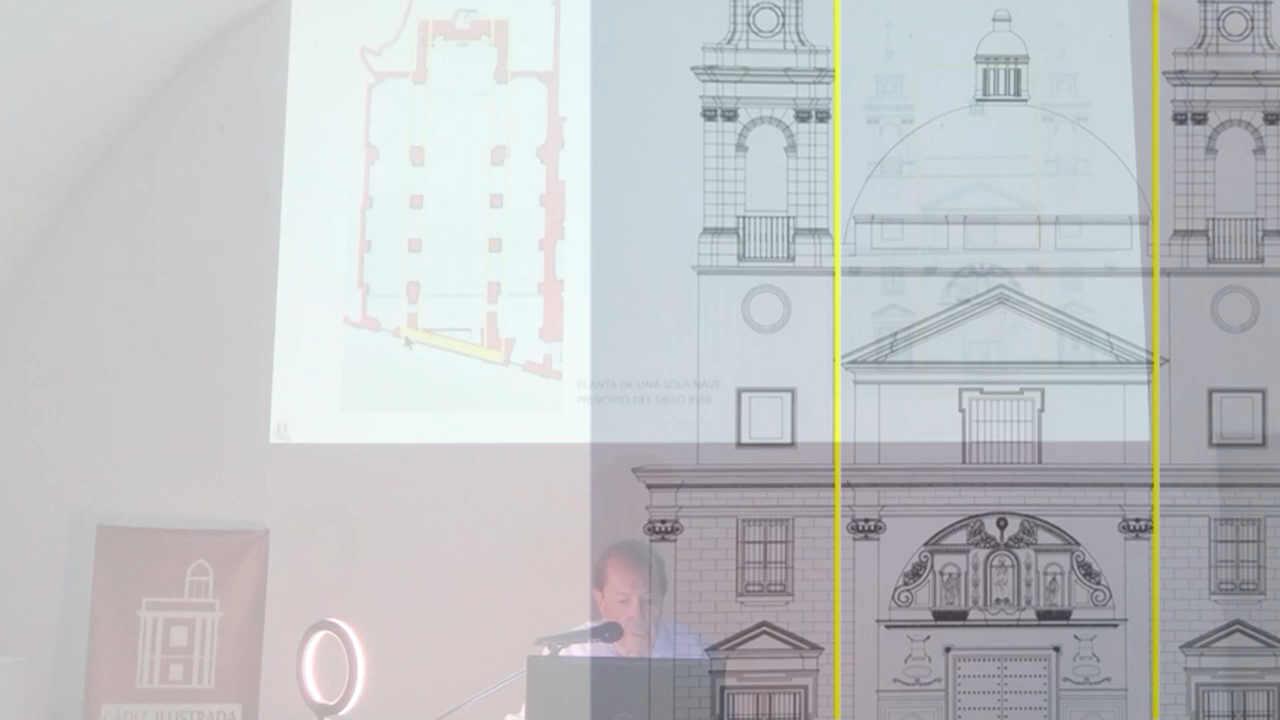 PLANTA DE UNA SOLA NAVE.
PRINCIPIO DEL SIGLO XVIII
CÁDIZ ILUSTRADA